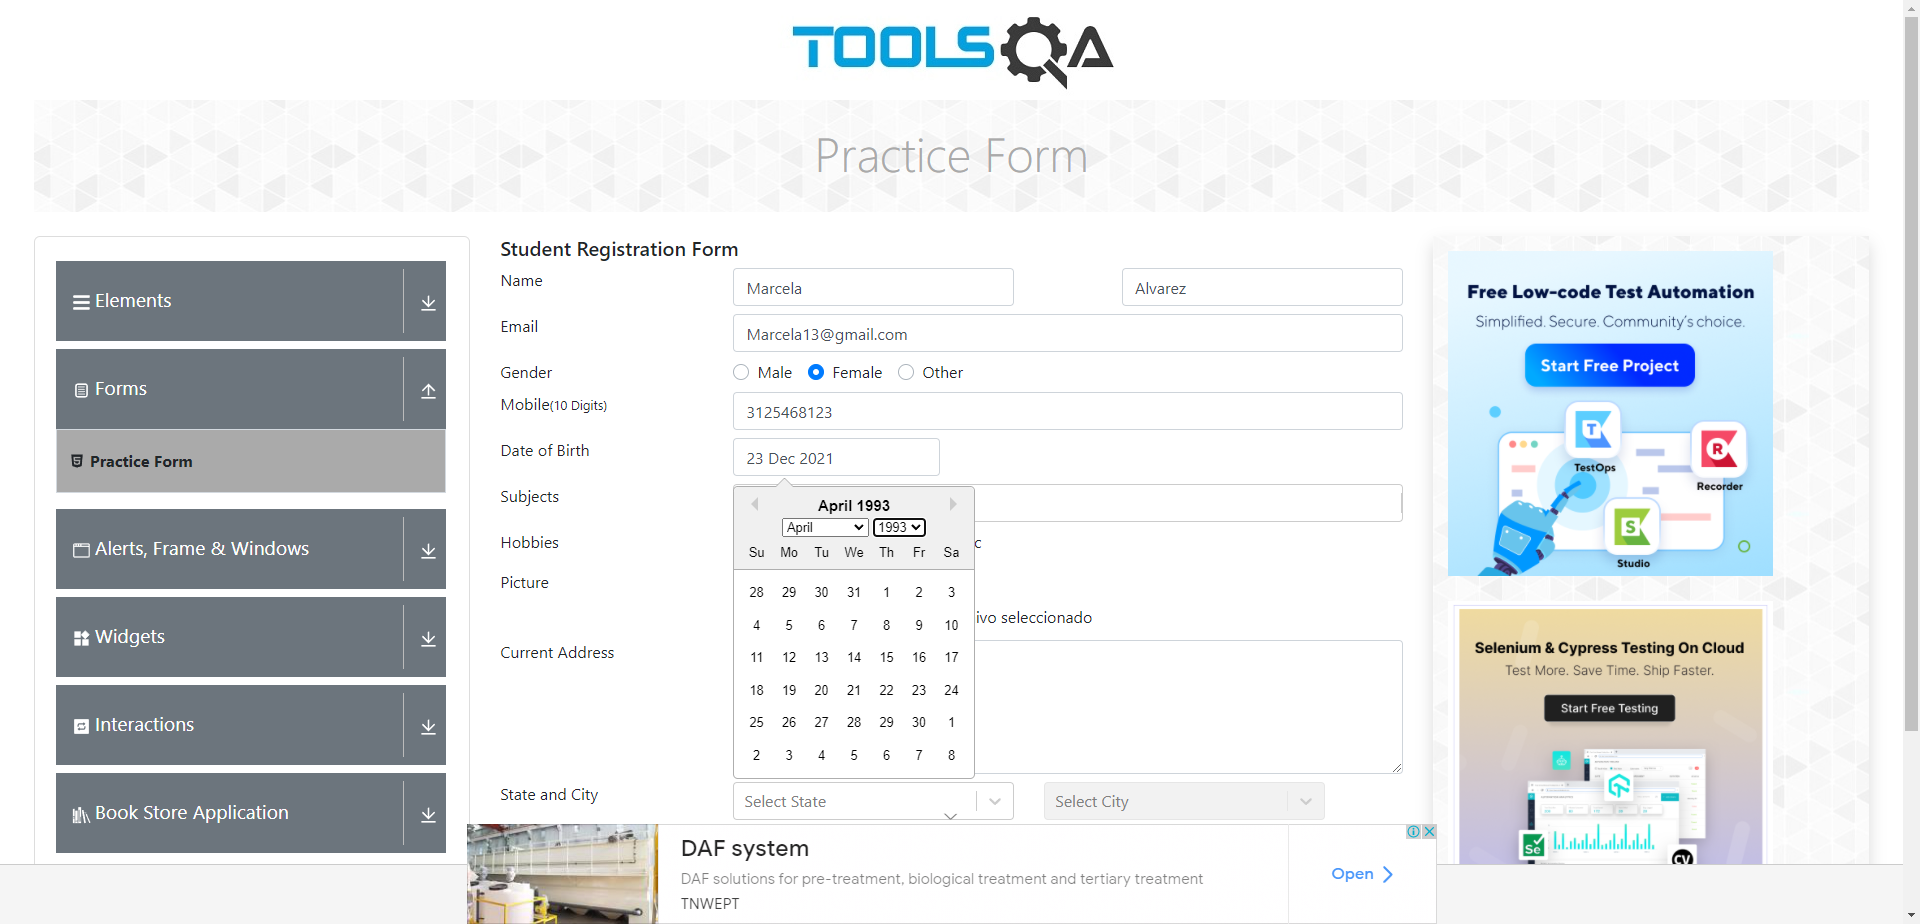 TOOLSQA
Practice Form
Elements
Forms
Practice Form
Alerts, Frame & Windows
Widgets
Interactions
Book Store Application
Student Registration Form
Name
Marcela
Alvarez
Email
Marcela13@gmail.com
Gender
Male
Female
Other
Mobile(10 Digits)
3125468123
Date of Birth
23 Dec 2021
April 1993
April
1993
Su Mo Tu We Th Fr Sa
28 29 30 31 1 2 3
4 5 6 7 8 9 10
11 12 13 14 15 16 17
18 19 20 21 22 23 24
25 26 27 28 29 30 1
2 3 4 5 6 7 8
Subjects
Hobbies
c
Picture
ivo seleccionado
Current Address
State and City
Select State
Select City
Free Low-code Test Automation
Simplified. Secure. Community's choice.
Start Free Project
T
TestOps
R
Recorder
S
Studio
Selenium & Cypress Testing On Cloud
Test More. Save Time. Ship Faster.
Start Free Testing
Se
CV
DAF system
DAF solutions for pre-treatment, biological treatment and tertiary treatment
TNWEPT
Open